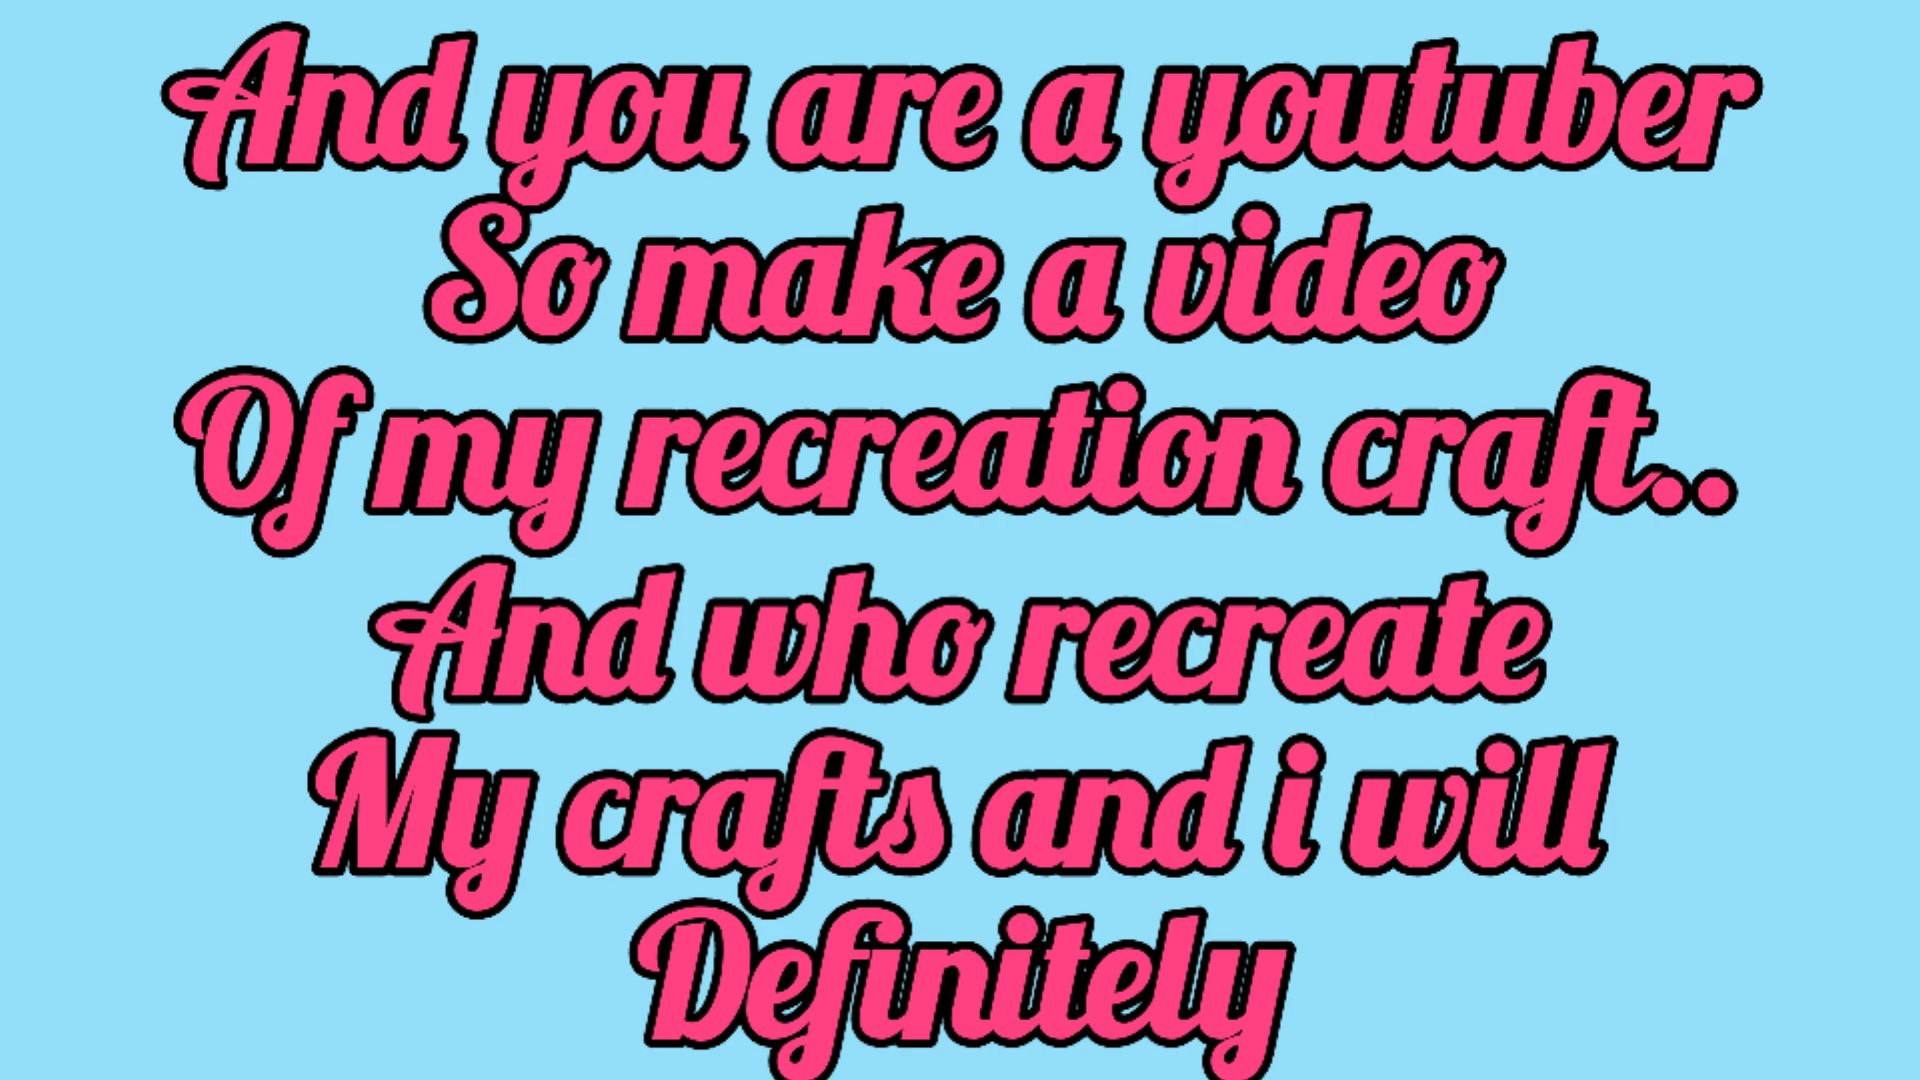 And you are a youtuber
So make a video
Of my recreation craft..
And who recreate
My crafts and i will
Definitely